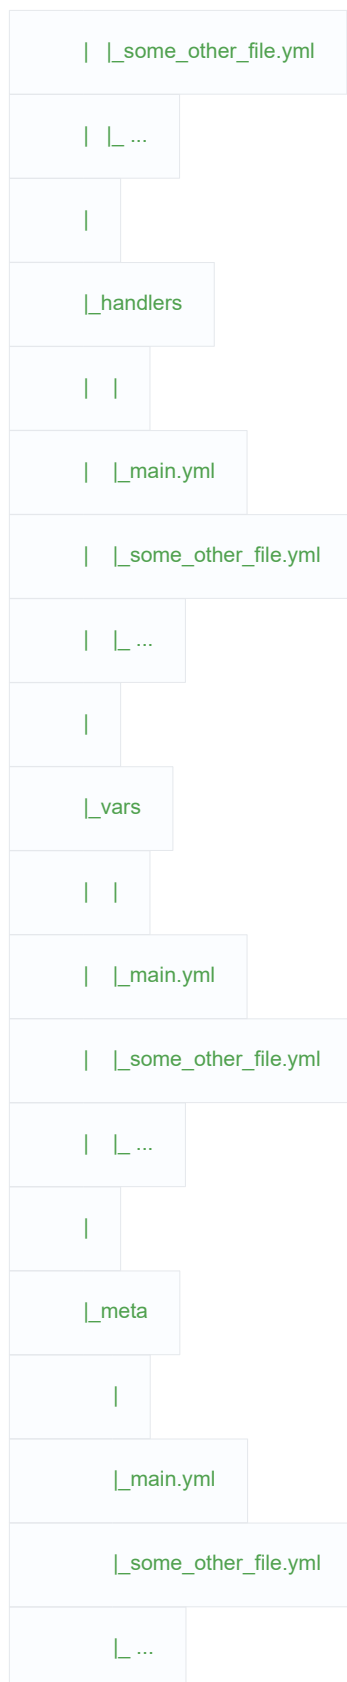 |   |_some_other_file.yml
|   |_ ...
|
|_handlers
|    |
|    |_main.yml
|    |_some_other_file.yml
|    |_ ...
|
|_vars
|    |
|    |_main.yml
|    |_some_other_file.yml
|    |_ ...
|
|_meta
     |
     |_main.yml
     |_some_other_file.yml
     |_ ...